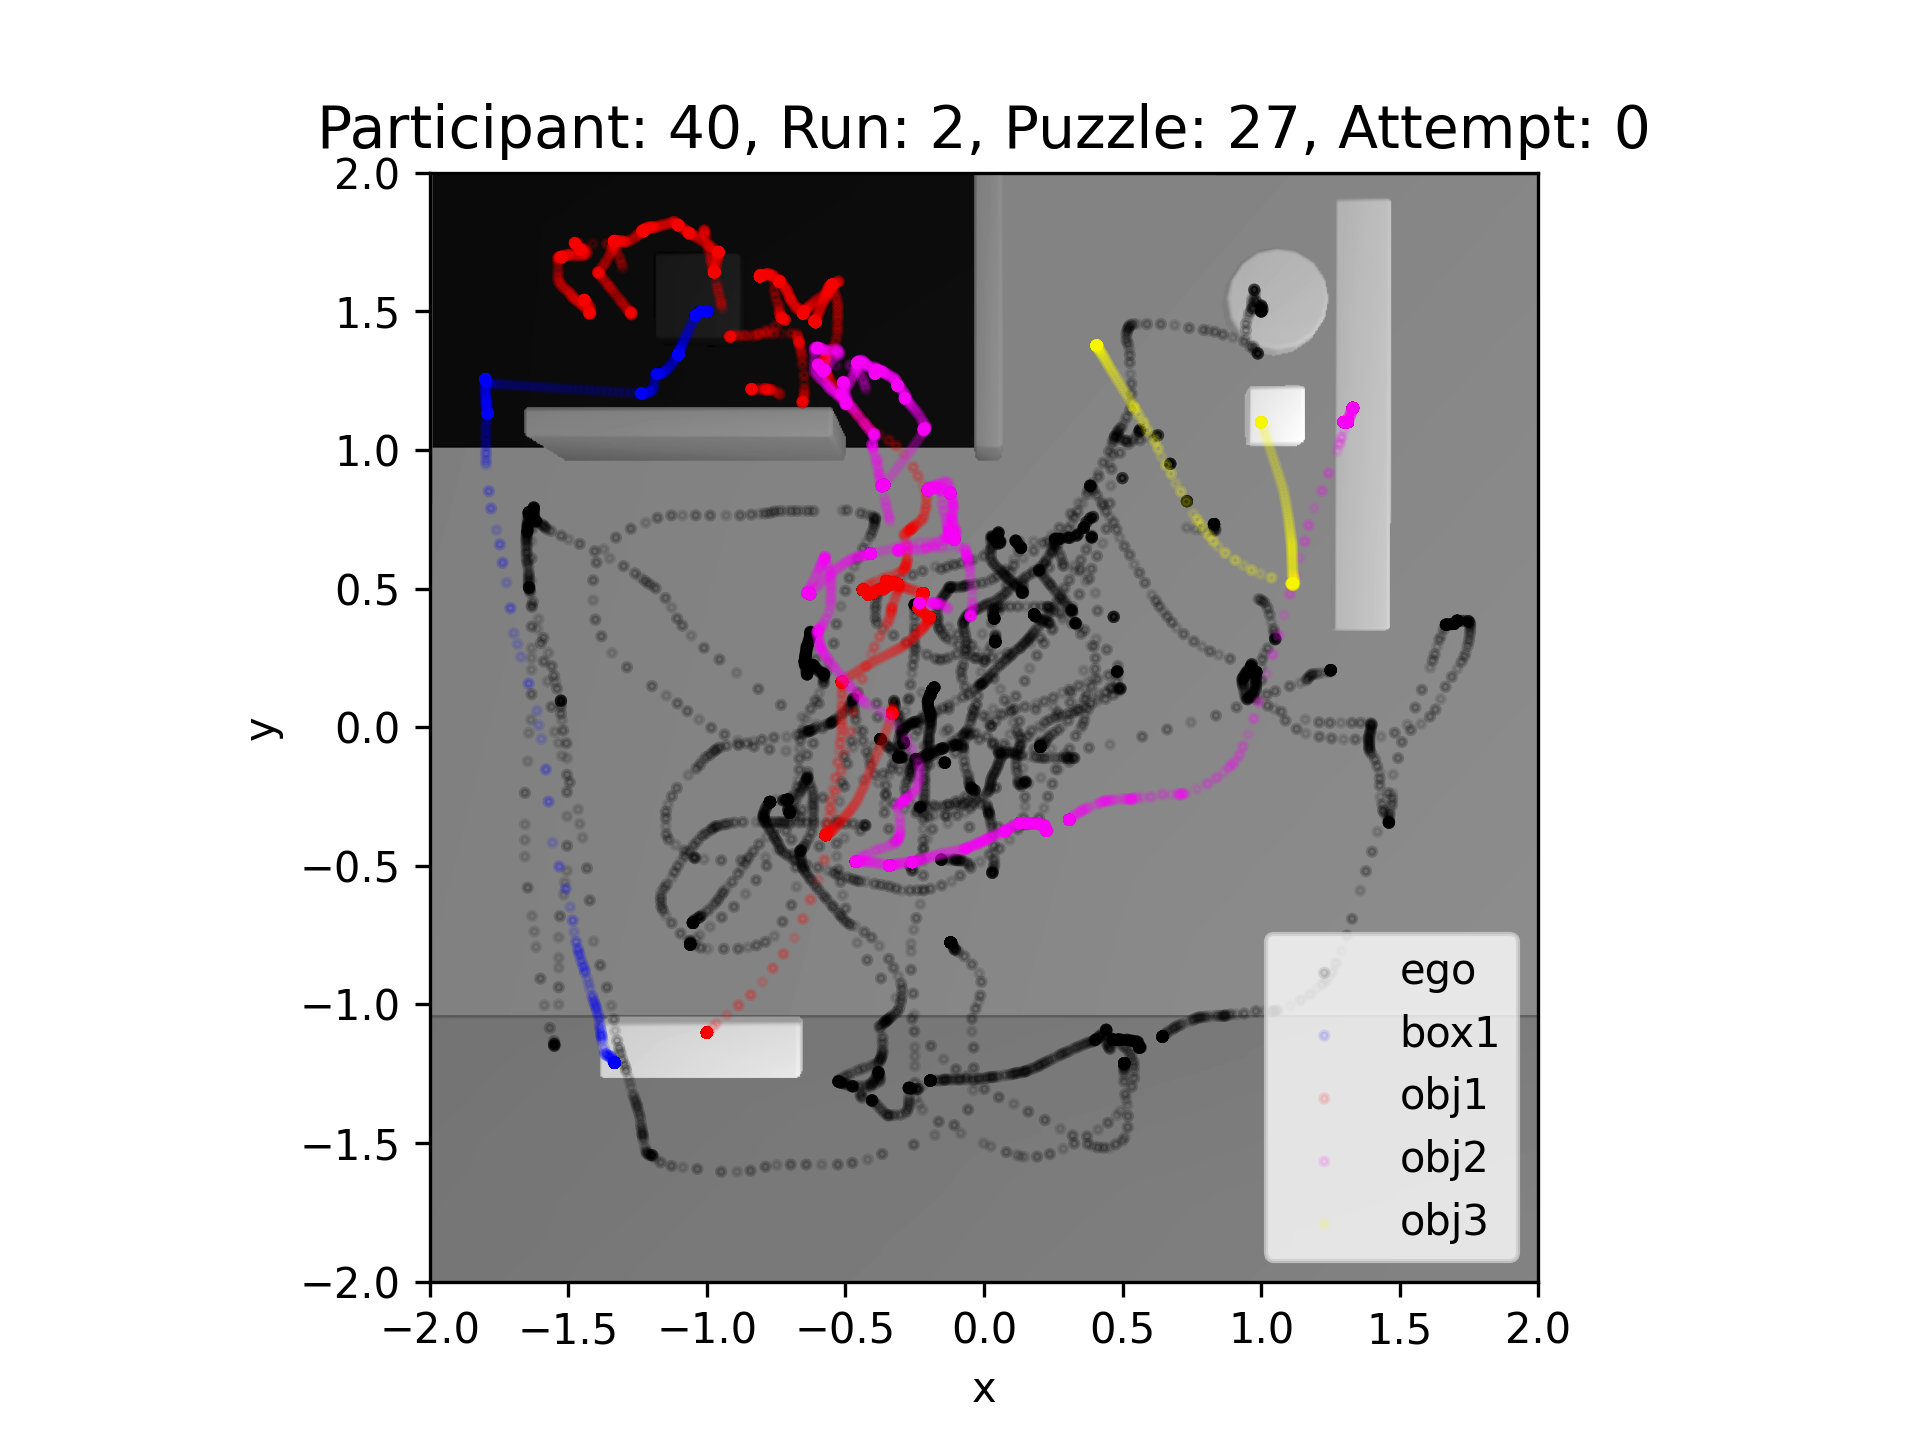 Participant: 40, Run: 2, Puzzle: 27, Attempt: 0
2.0
1.5
1.0
0.5
0.0
−0.5
−1.0
−1.5
−2.0
y
ego
box1
obj1
obj2
obj3
−2.0 −1.5 −1.0 −0.5 0.0 0.5 1.0 1.5 2.0
x